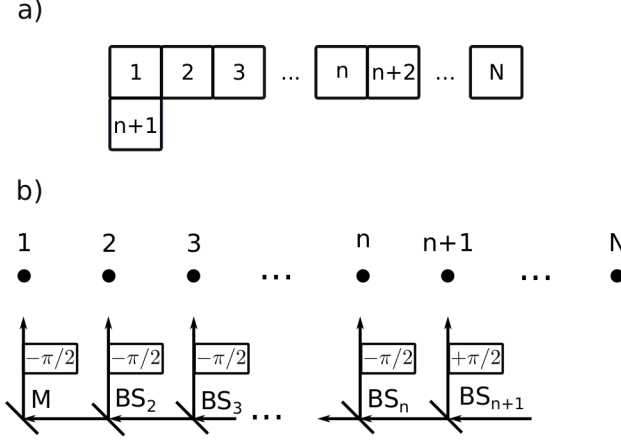 a)
1 2 3 ... n n+2 ... N
n+1
b)
1 2 3 ... n n+1 ... N
−π/2 −π/2 −π/2 −π/2 +π/2
M BS₂ BS₃ ... BSₙ BSₙ₊₁